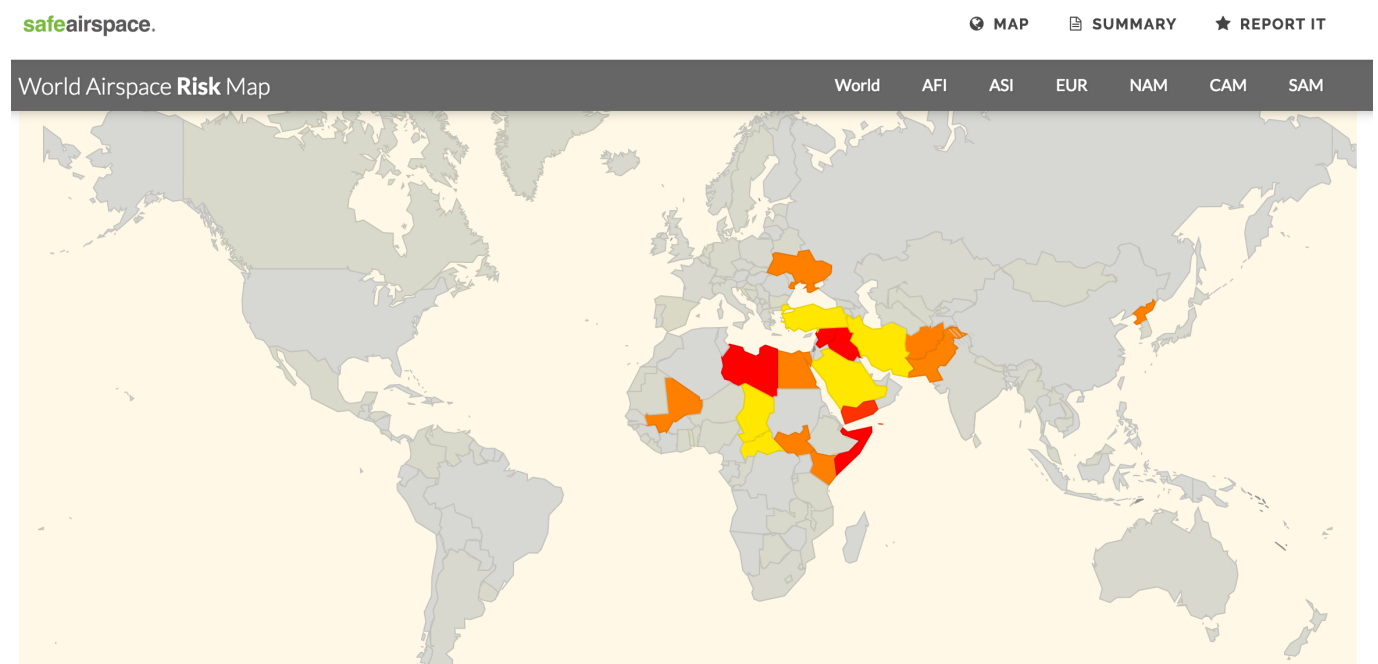 safeairspace.
MAP SUMMARY REPORT IT
World Airspace Risk Map
World AFI ASI EUR NAM CAM SAM